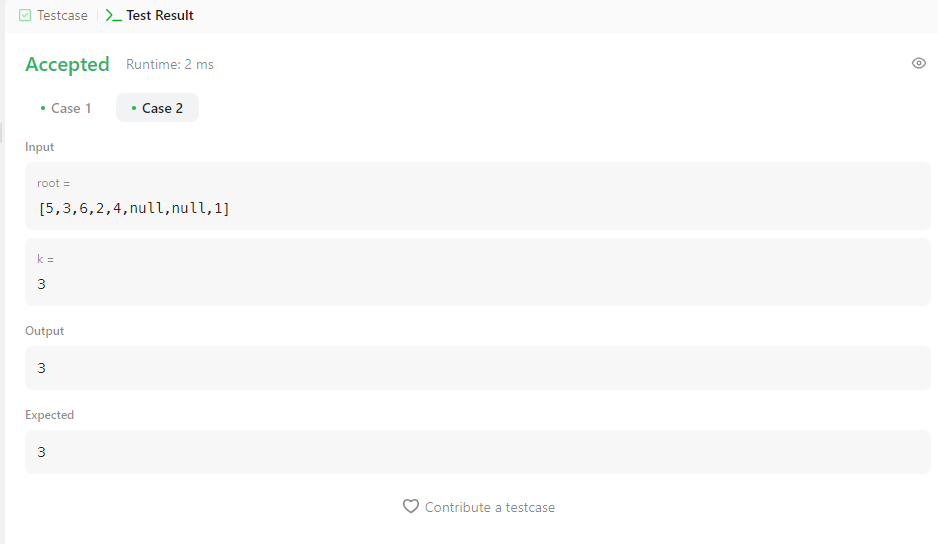 Testcase
Test Result
Accepted
Runtime: 2 ms
Case 1
Case 2
Input
root =
[5,3,6,2,4,null,null,1]
k =
3
Output
3
Expected
3
Contribute a testcase